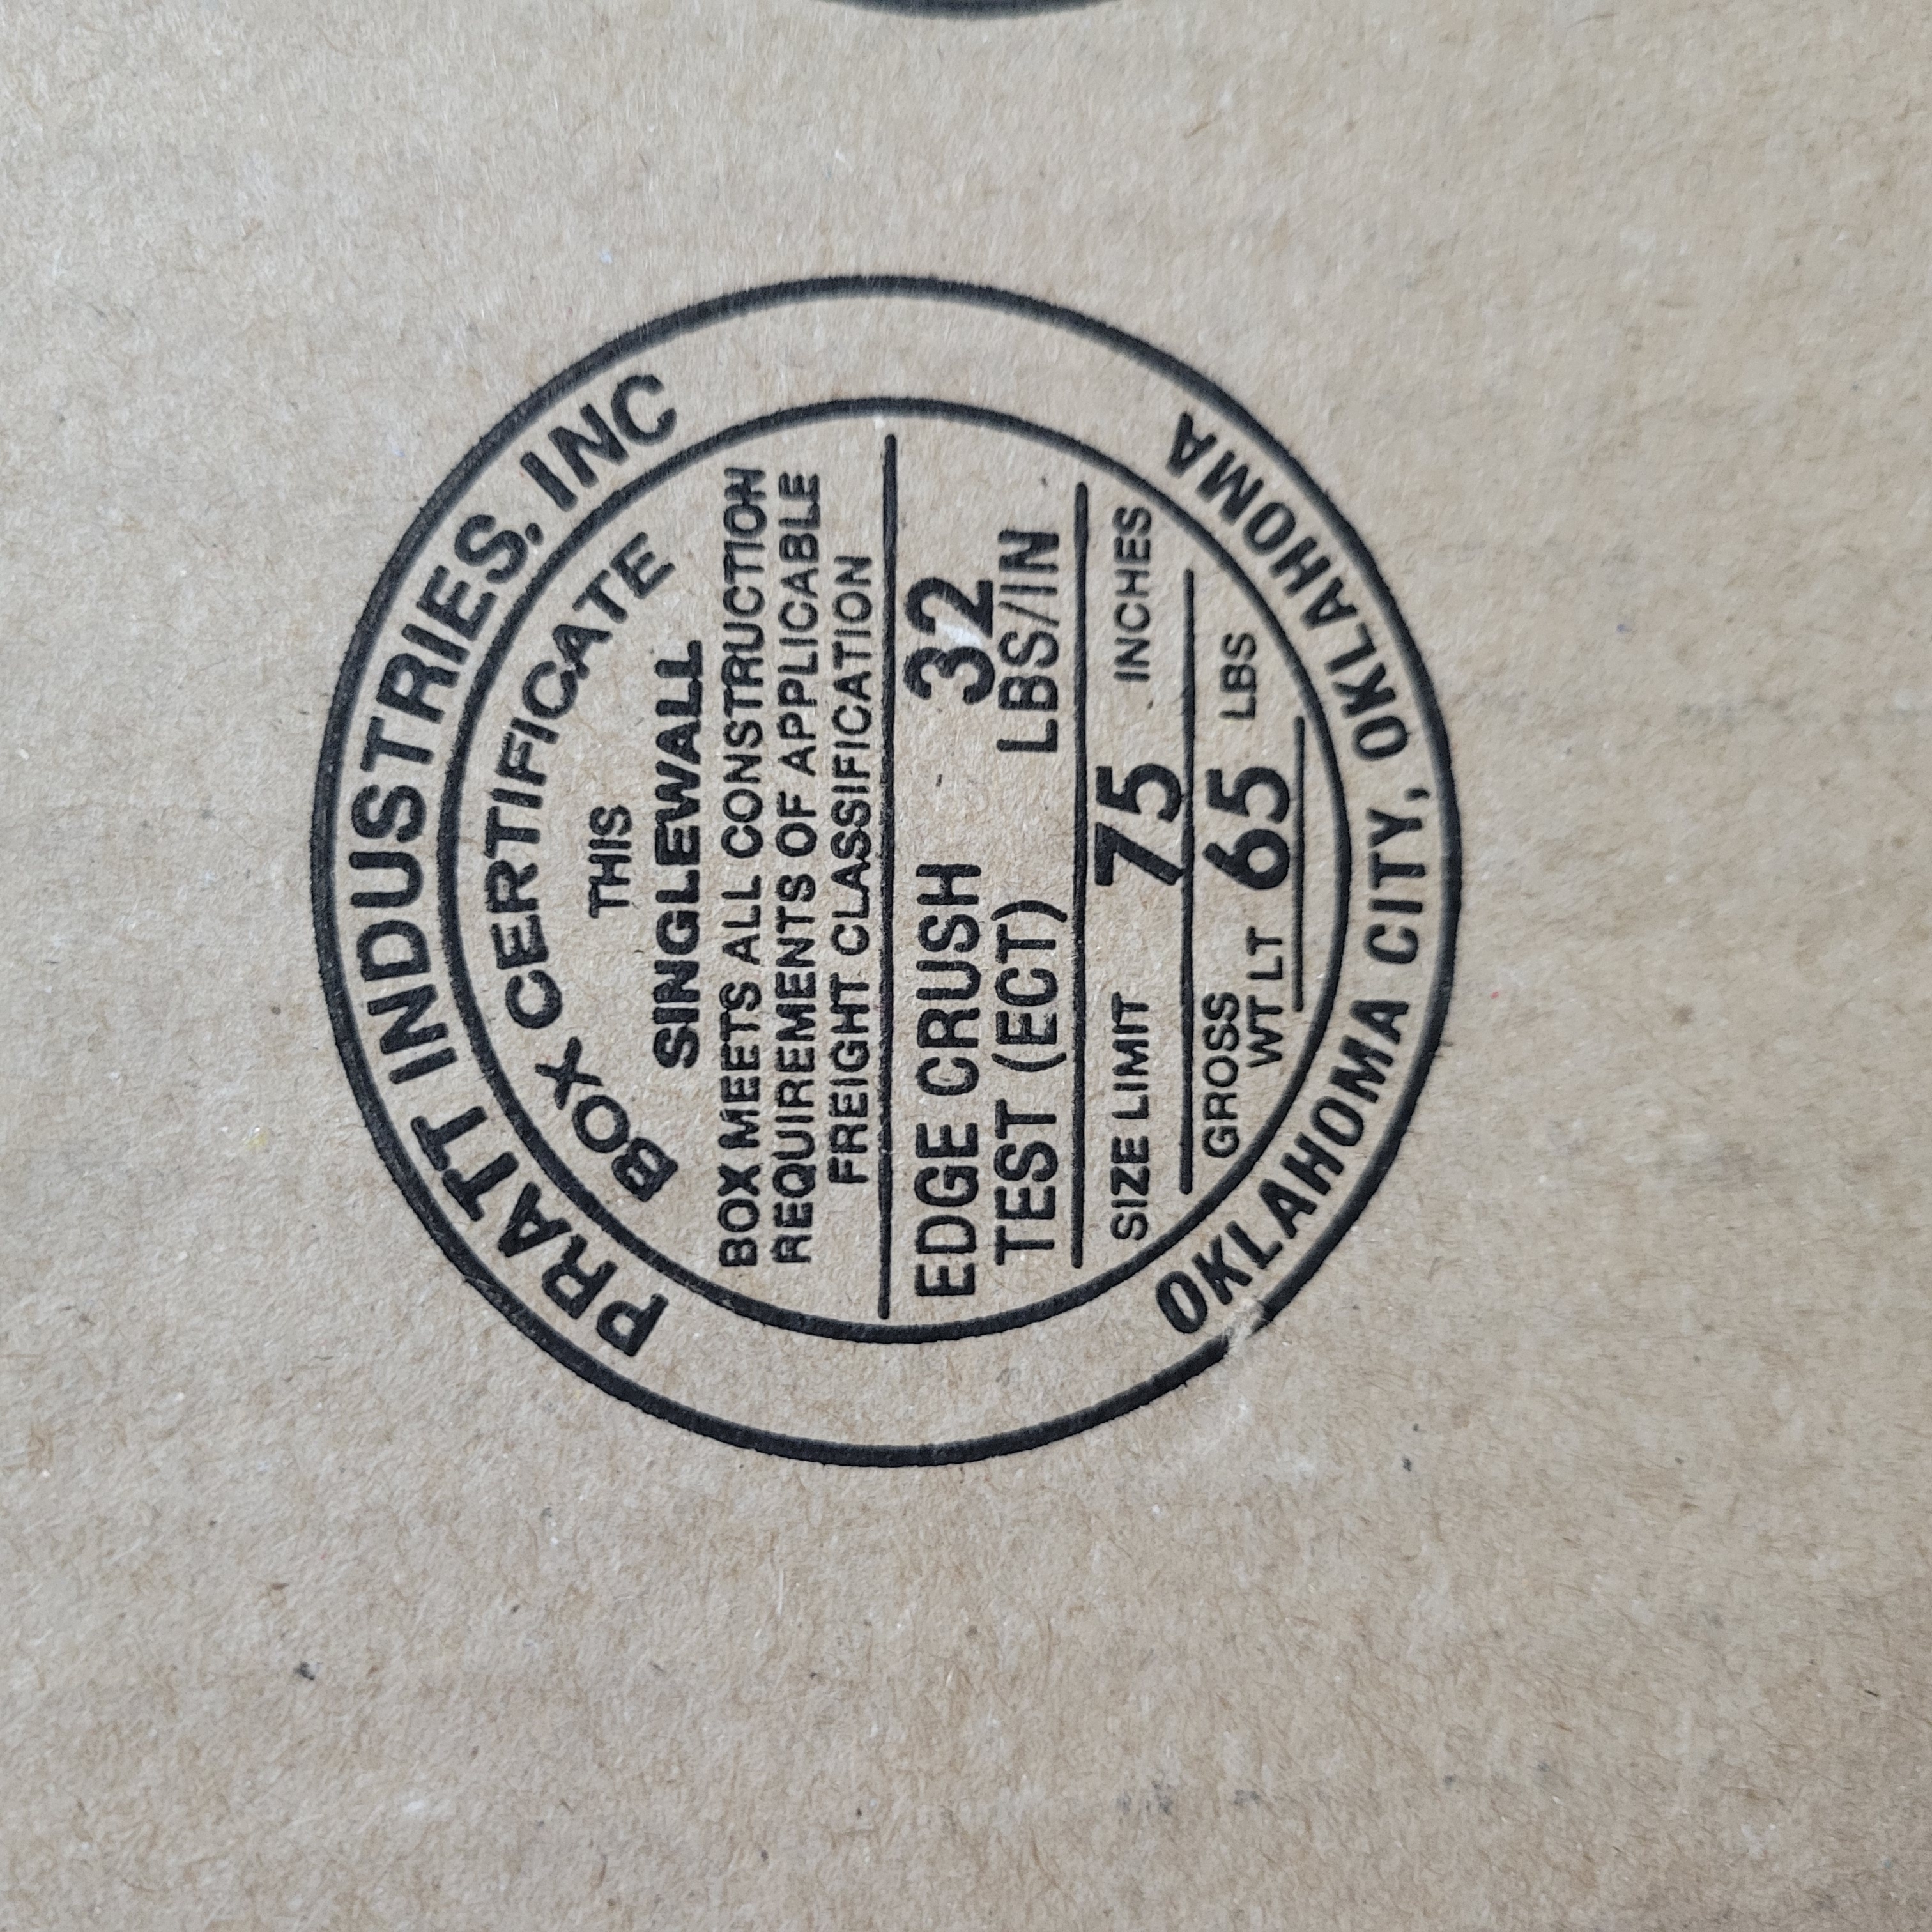 PRATT INDUSTRIES, INC
BOX CERTIFICATE
THIS
SINGLEWALL
BOX MEETS ALL CONSTRUCTION
REQUIREMENTS OF APPLICABLE
FREIGHT CLASSIFICATION
EDGE CRUSH 32
TEST (ECT) LBS/IN
SIZE LIMIT 75 INCHES
GROSS
WT LT 65 LBS
OKLAHOMA CITY, OKLAHOMA